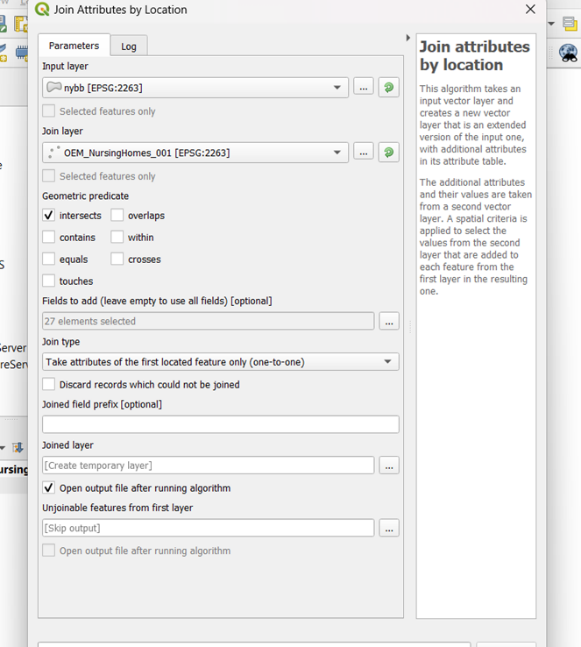 Join Attributes by Location
Parameters
Log
Input layer
nybb [EPSG:2263]
...
Selected features only
Join layer
OEM_NursingHomes_001 [EPSG:2263]
...
Selected features only
Geometric predicate
intersects
overlaps
contains
within
equals
crosses
touches
Fields to add (leave empty to use all fields) [optional]
27 elements selected
...
Join type
Take attributes of the first located feature only (one-to-one)
Discard records which could not be joined
Joined field prefix [optional]
Joined layer
[Create temporary layer]
...
Open output file after running algorithm
Unjoinable features from first layer
[Skip output]
...
Open output file after running algorithm
Join attributes
by location
This algorithm takes an
input vector layer and
creates a new vector
layer that is an extended
version of the input one,
with additional attributes
in its attribute table.
The additional attributes
and their values are taken
from a second vector
layer. A spatial criteria is
applied to select the
values from the second
layer that are added to
each feature from the
first layer in the resulting
one.